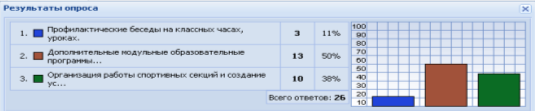 Результаты опроса
1. Профилактические беседы на классных часах, уроках. 3 11%
2. Дополнительные модульные образовательные программы... 13 50%
3. Организация работы спортивных секций и создание ус... 10 38%
Всего ответов: 26
100
90
80
70
60
50
40
30
20
10